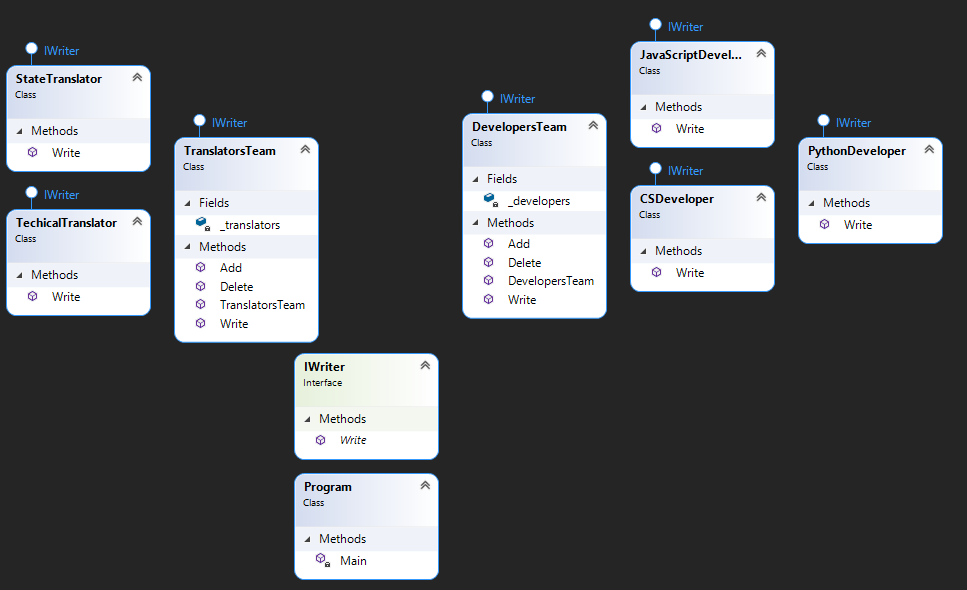 IWriter
StateTranslator
Class
Methods
Write
IWriter
TechicalTranslator
Class
Methods
Write
IWriter
TranslatorsTeam
Class
Fields
_translators
Methods
Add
Delete
TranslatorsTeam
Write
IWriter
Interface
Methods
Write
Program
Class
Methods
Main
IWriter
DevelopersTeam
Class
Fields
_developers
Methods
Add
Delete
DevelopersTeam
Write
IWriter
JavaScriptDevel...
Class
Methods
Write
IWriter
CSDeveloper
Class
Methods
Write
IWriter
PythonDeveloper
Class
Methods
Write